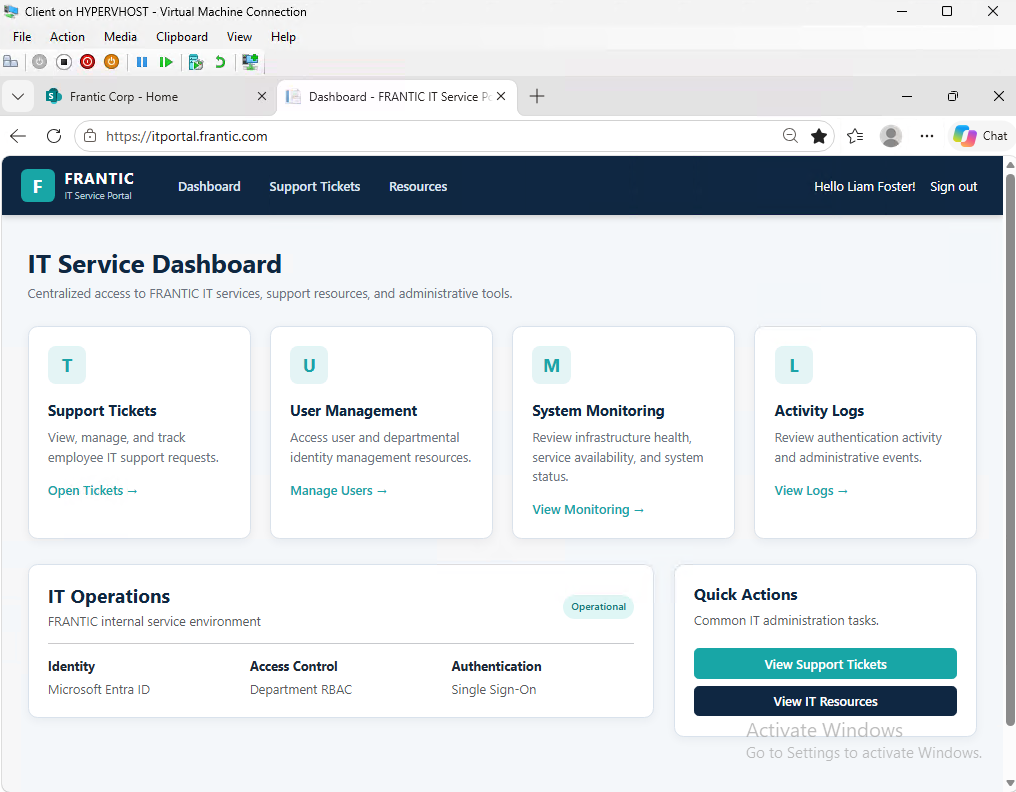 Client on HYPERVHOST - Virtual Machine Connection
File Action Media Clipboard View Help
Frantic Corp - Home
Dashboard - FRANTIC IT Service P
https://itportal.frantic.com
Chat
F
FRANTIC
IT Service Portal
Dashboard
Support Tickets
Resources
Hello Liam Foster!
Sign out
IT Service Dashboard
Centralized access to FRANTIC IT services, support resources, and administrative tools.
T
Support Tickets
View, manage, and track
employee IT support requests.
Open Tickets →
U
User Management
Access user and departmental
identity management resources.
Manage Users →
M
System Monitoring
Review infrastructure health,
service availability, and system
status.
View Monitoring →
L
Activity Logs
Review authentication activity
and administrative events.
View Logs →
IT Operations
FRANTIC internal service environment
Operational
Identity
Microsoft Entra ID
Access Control
Department RBAC
Authentication
Single Sign-On
Quick Actions
Common IT administration tasks.
View Support Tickets
View IT Resources
Activate Windows
Go to Settings to activate Windows.